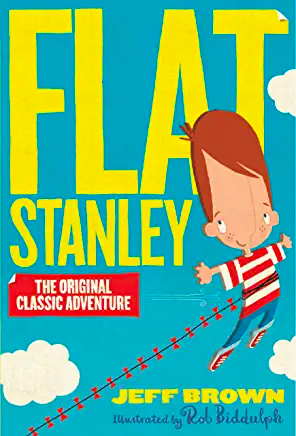 FLAT
STANLEY
THE ORIGINAL
CLASSIC ADVENTURE
JEFF BROWN
Illustrated by Rob Biddulph